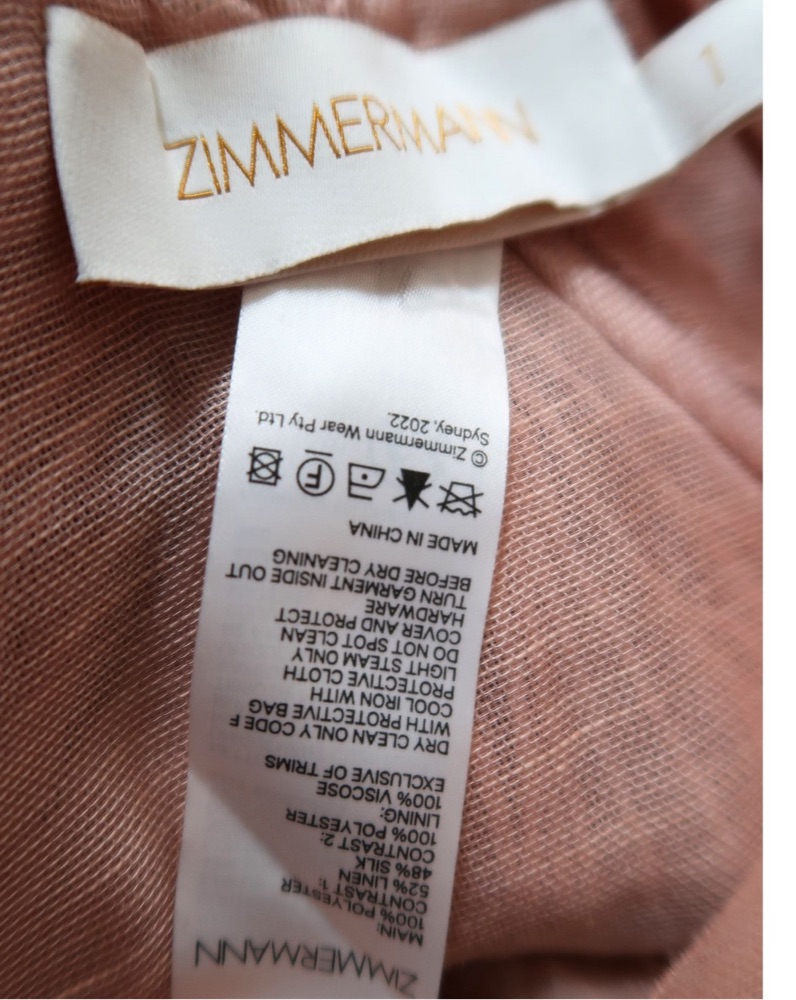 ZIMMERMANN
1
ZIMMERMANN
MAIN:
100% POLYESTER
CONTRAST 1:
52% LINEN
48% SILK
CONTRAST 2:
100% POLYESTER
LINING:
100% VISCOSE
EXCLUSIVE OF TRIMS
DRY CLEAN ONLY CODE F
WITH PROTECTIVE BAG
COOL IRON WITH
PROTECTIVE CLOTH
LIGHT STEAM ONLY
DO NOT SPOT CLEAN
COVER AND PROTECT
HARDWARE
TURN GARMENT INSIDE OUT
BEFORE DRY CLEANING
MADE IN CHINA
F
© Zimmermann Wear Pty Ltd.
Sydney, 2022.